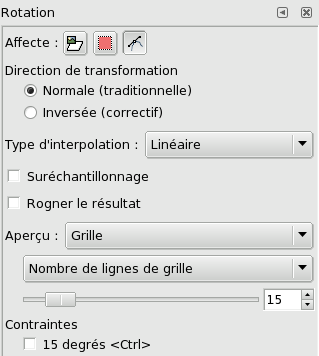 Rotation
Affecte :
Direction de transformation
Normale (traditionnelle)
Inversée (correctif)
Type d'interpolation : Linéaire
Suréchantillonnage
Rogner le résultat
Aperçu : Grille
Nombre de lignes de grille
15
Contraintes
15 degrés <Ctrl>